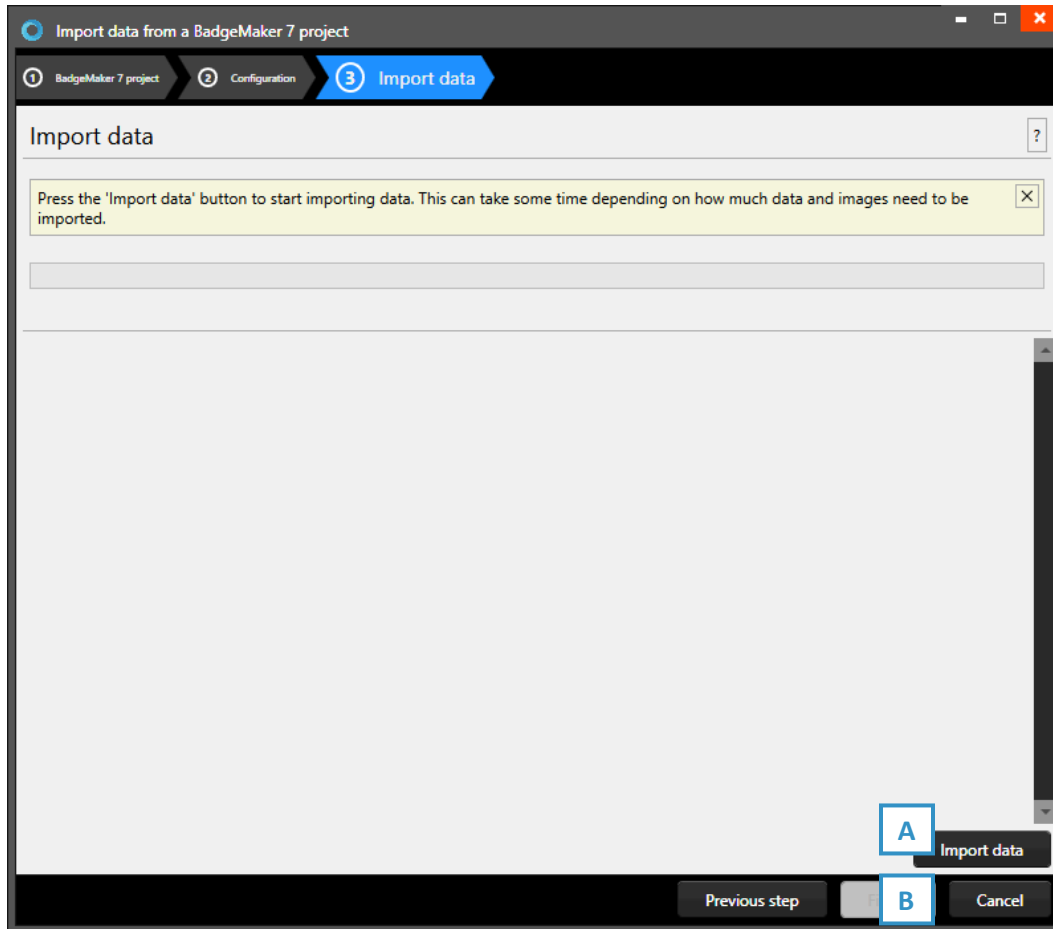 Import data from a BadgeMaker 7 project
1 BadgeMaker 7 project 2 Configuration 3 Import data
Import data ?
Press the 'Import data' button to start importing data. This can take some time depending on how much data and images need to be
imported.
A
Import data
Previous step B Cancel